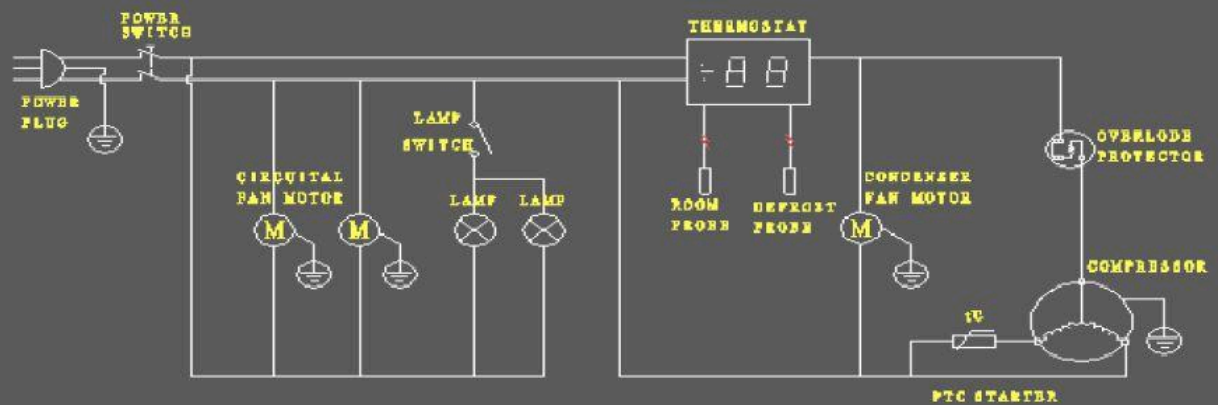 POWER
SWITCH
THERMOSTAT
POWER
PLUG
LAMP
SWITCH
OVERLODE
PROTECTOR
CIRCUITAL
FAN MOTOR
LAMP LAMP
ROOM
PROBE
DEFROST
PROBE
CONDENSER
FAN MOTOR
M
M
M
COMPRESSOR
PTC STARTER